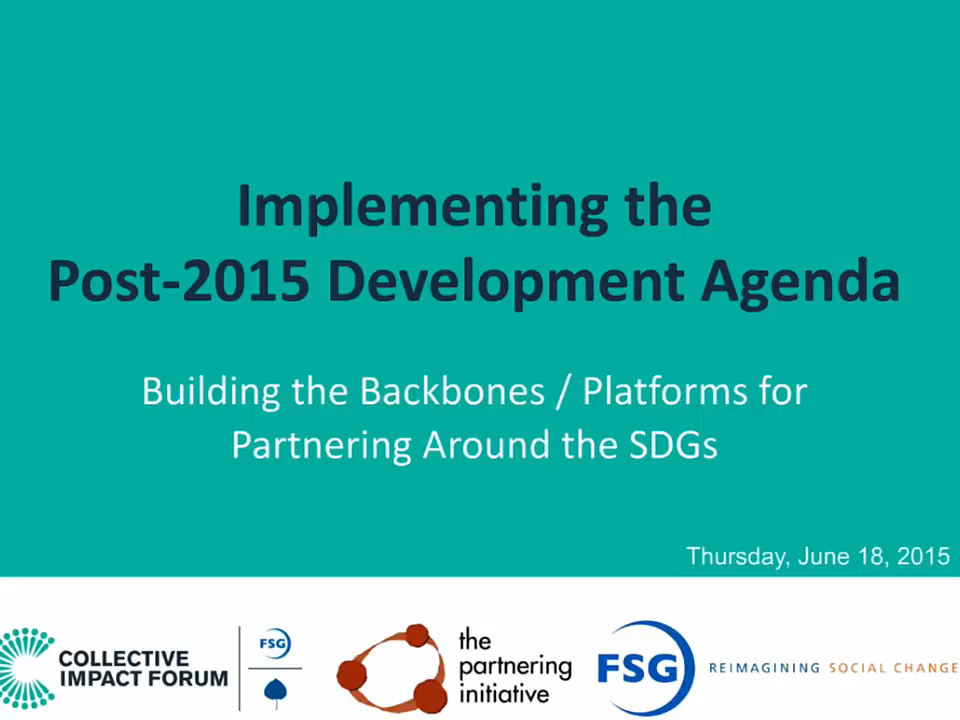 Implementing the
Post-2015 Development Agenda
Building the Backbones / Platforms for
Partnering Around the SDGs
Thursday, June 18, 2015
COLLECTIVE
IMPACT FORUM
FSG
the
partnering
initiative
FSG
REIMAGINING SOCIAL CHANGE